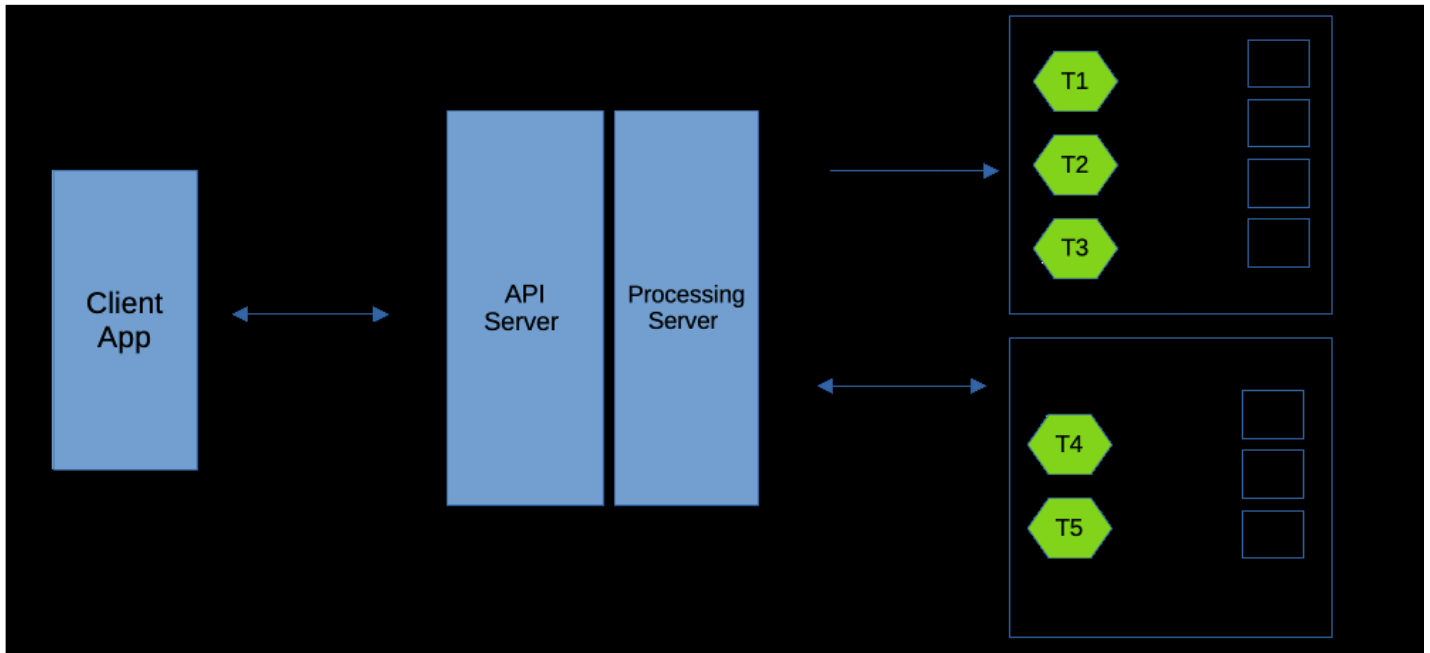 Client
App
API
Server
Processing
Server
T1
T2
T3
T4
T5